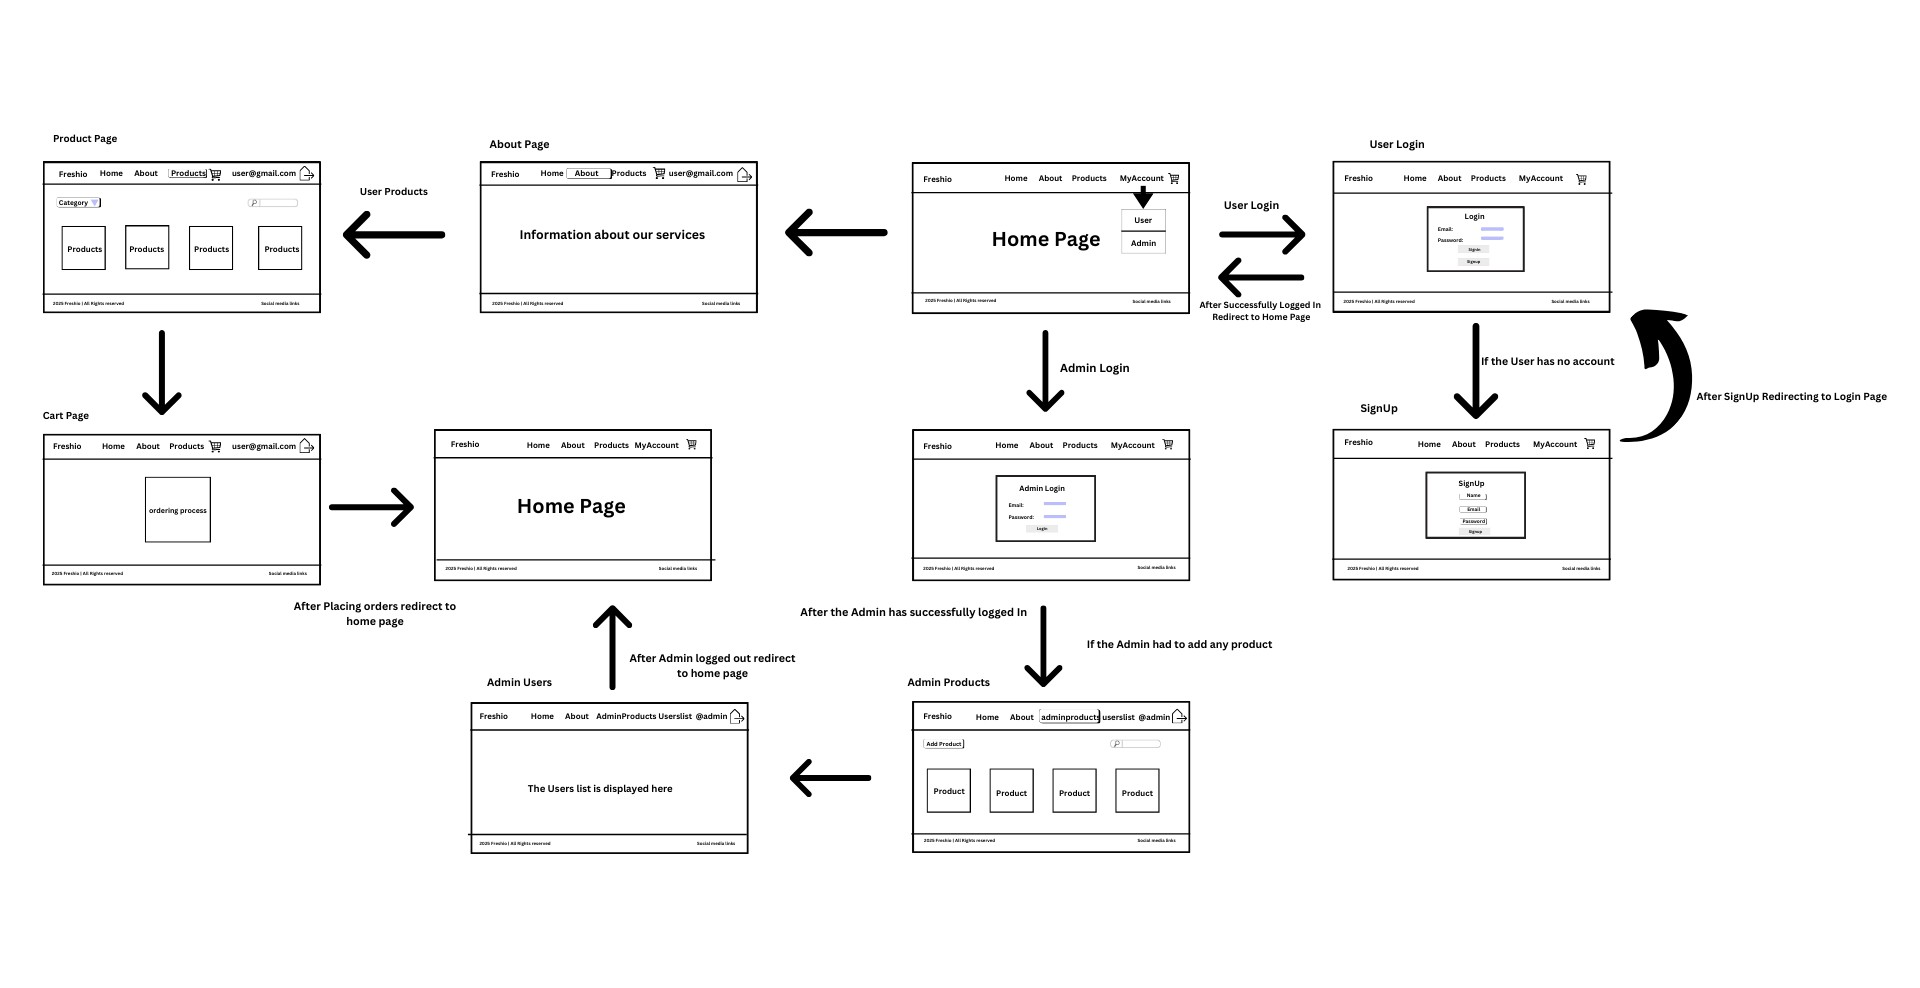 Product Page
Freshio Home About Products user@gmail.com
Category
Products Products Products Products
2025 Freshio | All Rights reserved Social media links
User Products
About Page
Freshio Home About Products user@gmail.com
Information about our services
2025 Freshio | All Rights reserved Social media links
Freshio Home About Products MyAccount
User
Admin
Home Page
2025 Freshio | All Rights reserved Social media links
User Login
After Successfully Logged In
Redirect to Home Page
User Login
Freshio Home About Products MyAccount
Login
Email:
Password:
SignIn
Signup
2025 Freshio | All Rights reserved Social media links
Admin Login
If the User has no account
After SignUp Redirecting to Login Page
Cart Page
Freshio Home About Products user@gmail.com
ordering process
2025 Freshio | All Rights reserved Social media links
Freshio Home About Products MyAccount
Home Page
2025 Freshio | All Rights reserved Social media links
Freshio Home About Products MyAccount
Admin Login
Email:
Password:
Login
2025 Freshio | All Rights reserved Social media links
SignUp
Freshio Home About Products MyAccount
SignUp
Name
Email
Password
Signup
2025 Freshio | All Rights reserved Social media links
After Placing orders redirect to
home page
After Admin logged out redirect
to home page
After the Admin has successfully logged In
If the Admin had to add any product
Admin Users
Freshio Home About AdminProducts Userslist @admin
The Users list is displayed here
2025 Freshio | All Rights reserved Social media links
Admin Products
Freshio Home About adminproducts userslist @admin
Add Product
Product Product Product Product
2025 Freshio | All Rights reserved Social media links